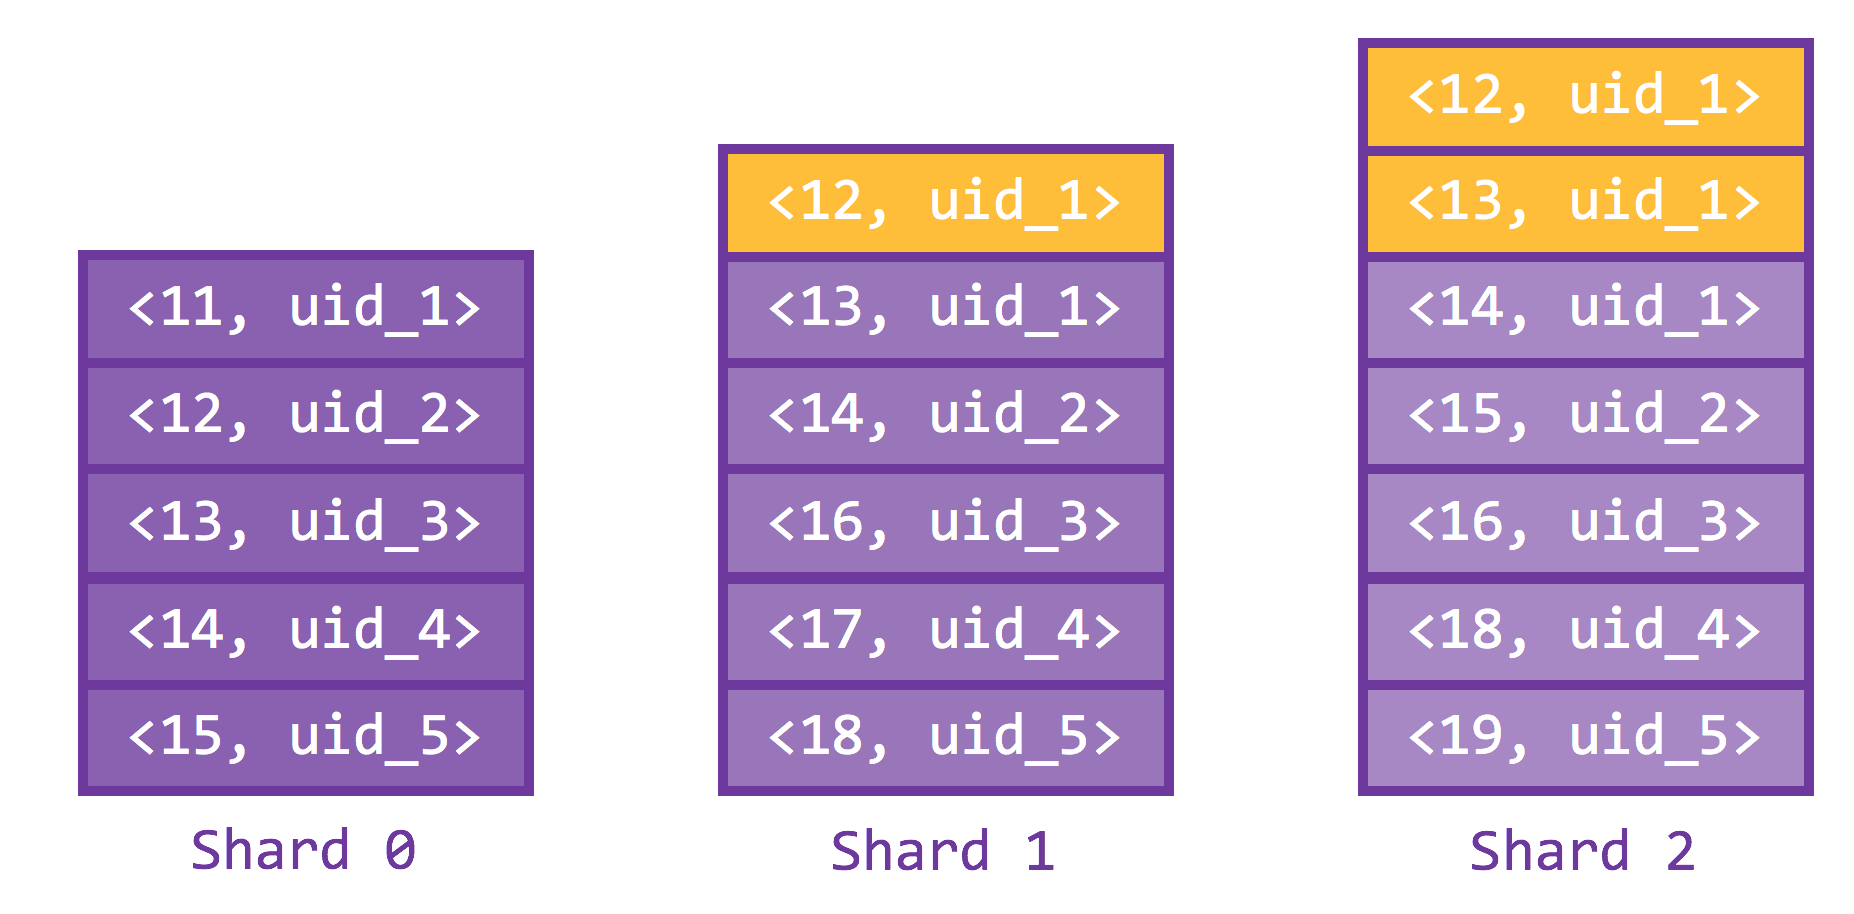 <11, uid_1>
<12, uid_2>
<13, uid_3>
<14, uid_4>
<15, uid_5>
Shard 0
<12, uid_1>
<13, uid_1>
<14, uid_2>
<16, uid_3>
<17, uid_4>
<18, uid_5>
Shard 1
<12, uid_1>
<13, uid_1>
<14, uid_1>
<15, uid_2>
<16, uid_3>
<18, uid_4>
<19, uid_5>
Shard 2